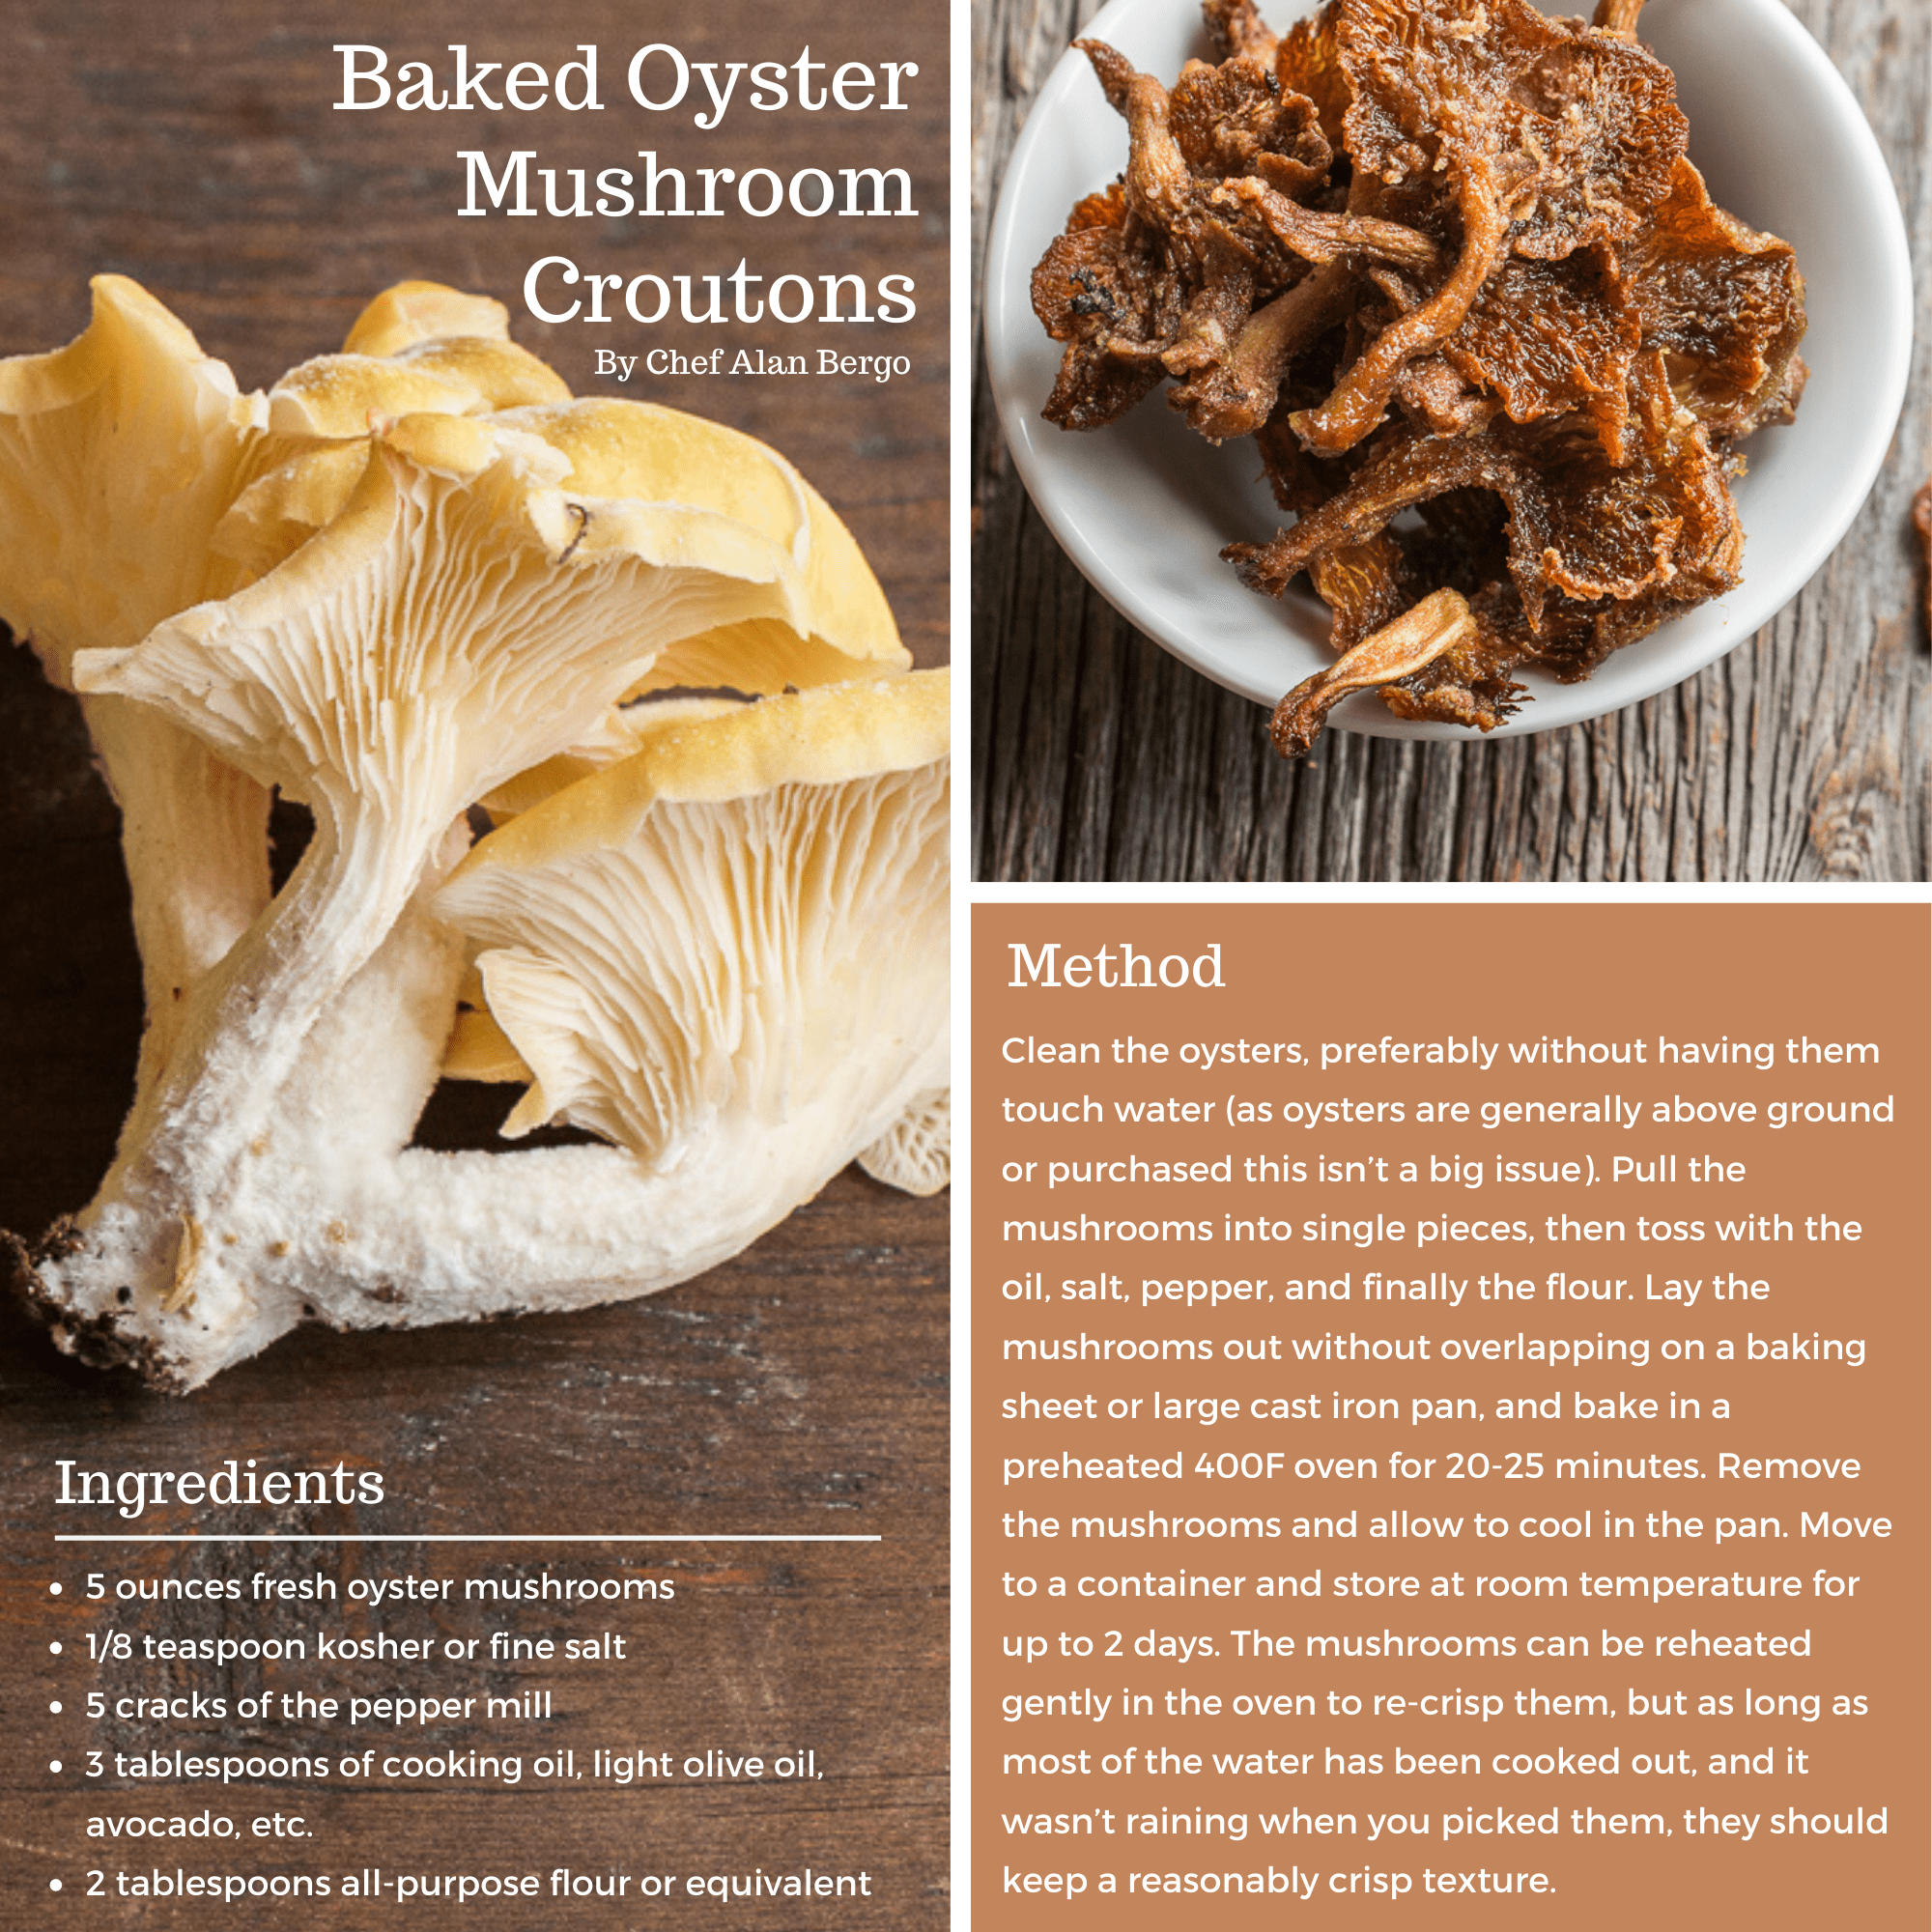 Baked Oyster
Mushroom
Croutons
By Chef Alan Bergo
Ingredients
• 5 ounces fresh oyster mushrooms
• 1/8 teaspoon kosher or fine salt
• 5 cracks of the pepper mill
• 3 tablespoons of cooking oil, light olive oil,
avocado, etc.
• 2 tablespoons all-purpose flour or equivalent
Method
Clean the oysters, preferably without having them
touch water (as oysters are generally above ground
or purchased this isn't a big issue). Pull the
mushrooms into single pieces, then toss with the
oil, salt, pepper, and finally the flour. Lay the
mushrooms out without overlapping on a baking
sheet or large cast iron pan, and bake in a
preheated 400F oven for 20-25 minutes. Remove
the mushrooms and allow to cool in the pan. Move
to a container and store at room temperature for
up to 2 days. The mushrooms can be reheated
gently in the oven to re-crisp them, but as long as
most of the water has been cooked out, and it
wasn't raining when you picked them, they should
keep a reasonably crisp texture.